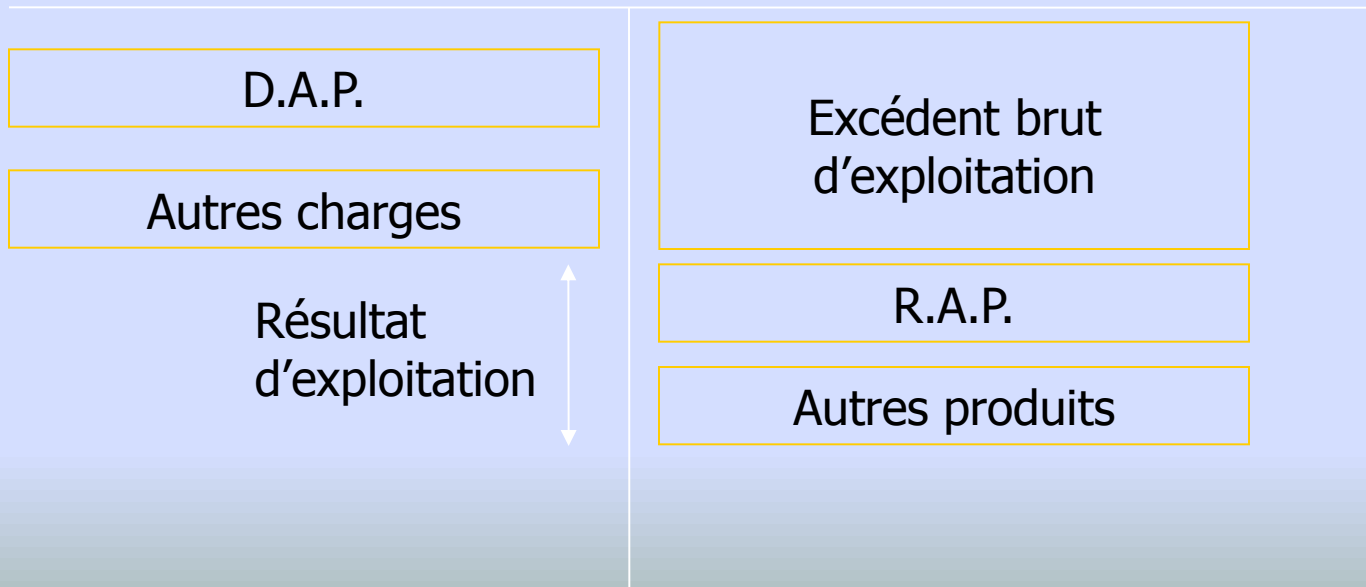 D.A.P.
Autres charges
Résultat
d’exploitation
Excédent brut
d’exploitation
R.A.P.
Autres produits